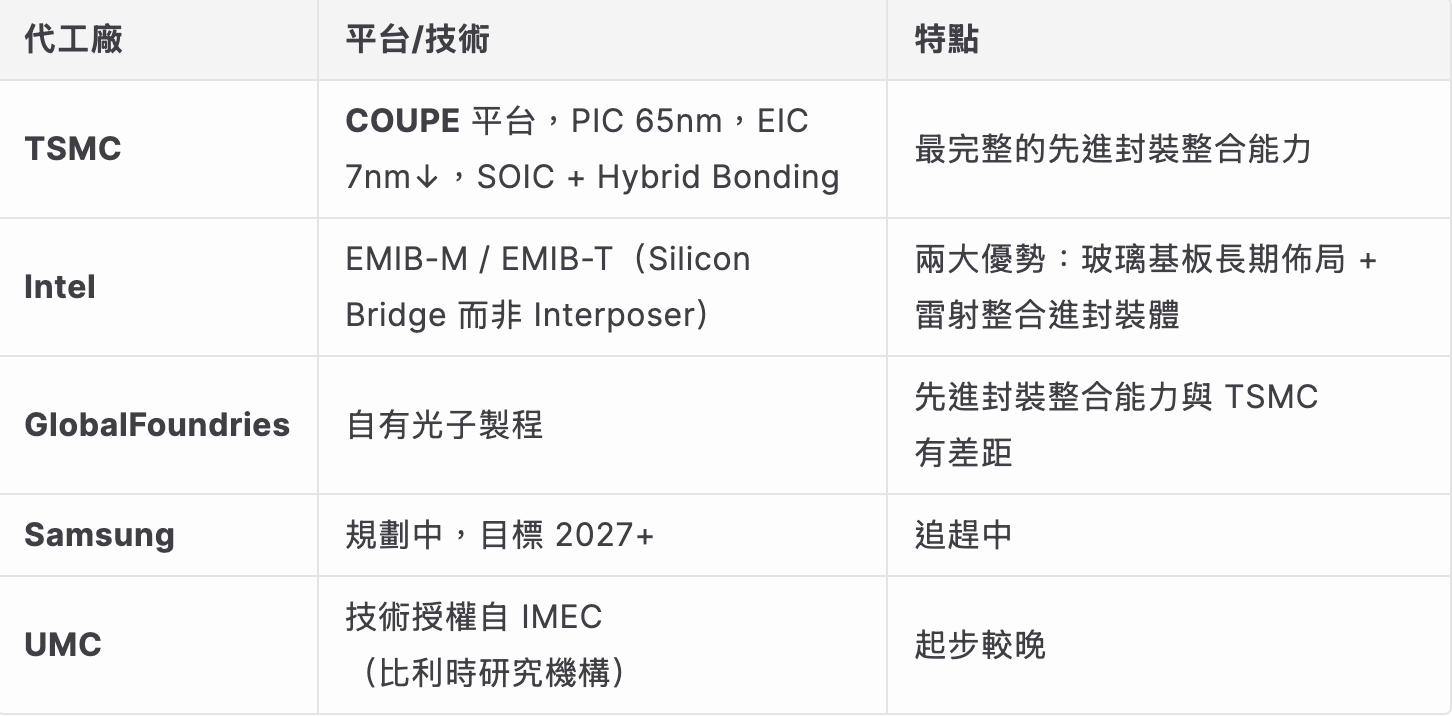 代工廠
平台/技術
特點
TSMC
COUPE 平台，PIC 65nm，EIC
7nm↓，SOIC + Hybrid Bonding
最完整的先進封裝整合能力
Intel
EMIB-M / EMIB-T（Silicon
Bridge 而非 Interposer）
兩大優勢：玻璃基板長期佈局 +
雷射整合進封裝體
GlobalFoundries
自有光子製程
先進封裝整合能力與 TSMC
有差距
Samsung
規劃中，目標 2027+
追趕中
UMC
技術授權自 IMEC
（比利時研究機構）
起步較晚